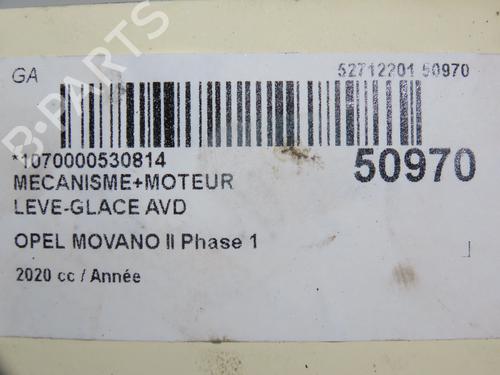 GA
52712201 50970
*1070000530814
50970
MECANISME+MOTEUR
LEVE-GLACE AVD
OPEL MOVANO II Phase 1
2020 cc / Année
B-PARTS